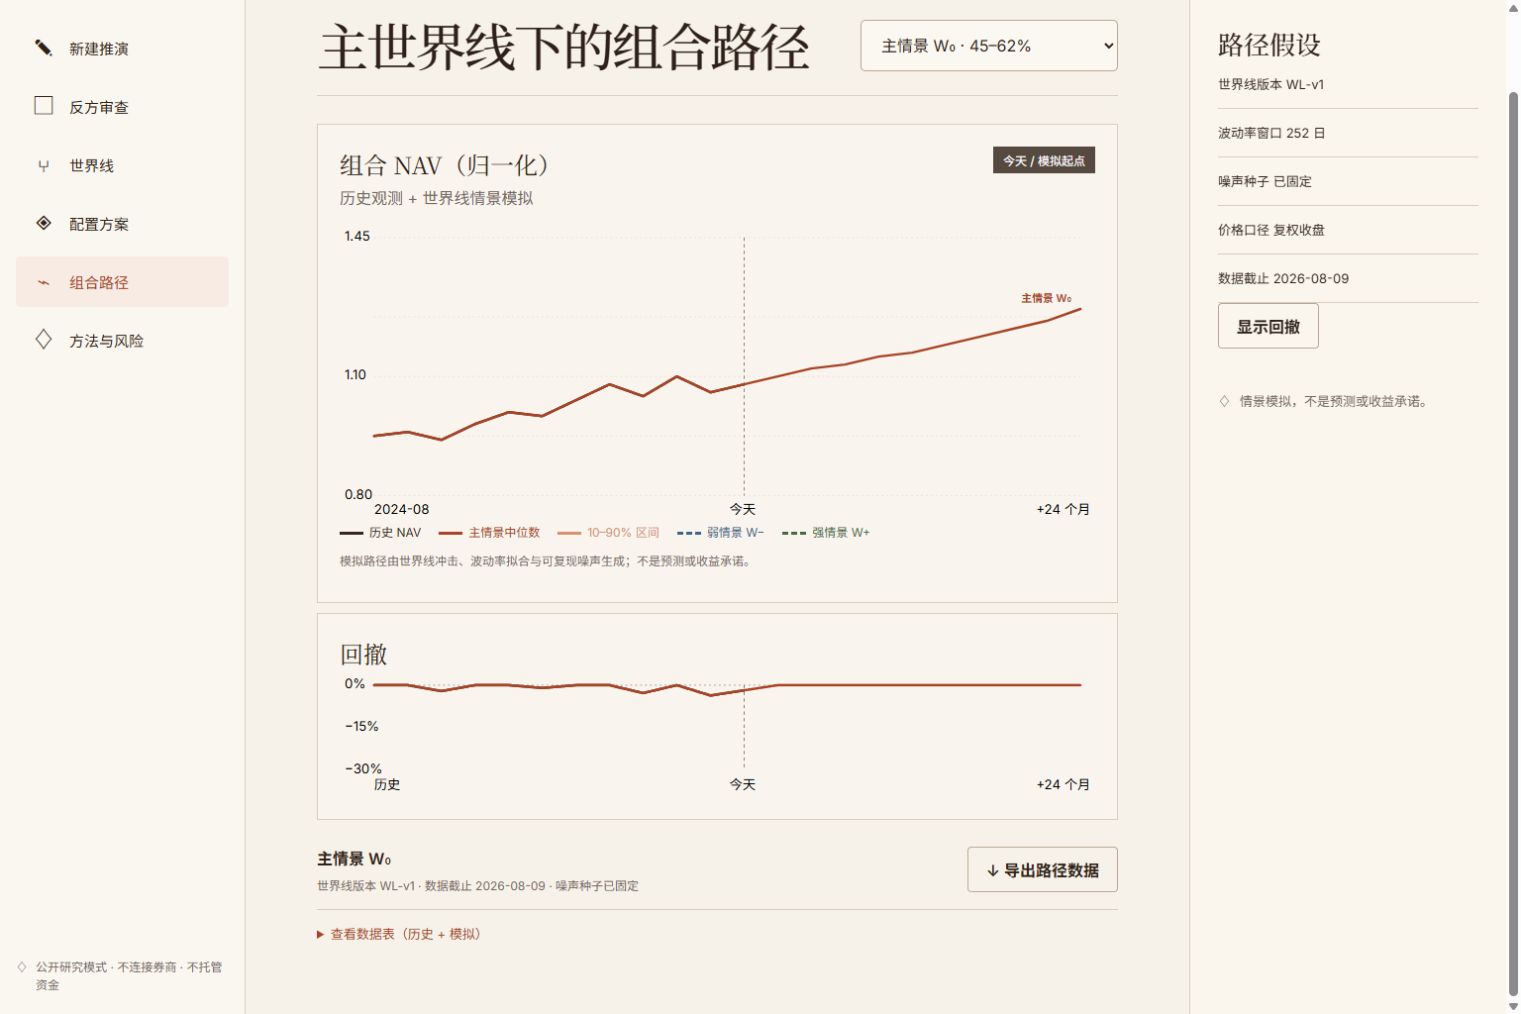 新建推演
反方审查
世界线
配置方案
组合路径
方法与风险
公开研究模式 · 不连接券商 · 不托管
资金
主世界线下的组合路径
主情景 W₀ · 45–62%
组合 NAV（归一化）
今天 / 模拟起点
历史观测 + 世界线情景模拟
1.45
主情景 W₀
1.10
0.80
2024-08 今天 +24 个月
历史 NAV 主情景中位数 10–90% 区间 弱情景 W− 强情景 W+
模拟路径由世界线冲击、波动率拟合与可复现噪声生成；不是预测或收益承诺。
回撤
0%
−15%
−30%
历史 今天 +24 个月
主情景 W₀
世界线版本 WL-v1 · 数据截止 2026-08-09 · 噪声种子已固定
↓ 导出路径数据
▶ 查看数据表（历史 + 模拟）
路径假设
世界线版本 WL-v1
波动率窗口 252 日
噪声种子 已固定
价格口径 复权收盘
数据截止 2026-08-09
显示回撤
♢ 情景模拟，不是预测或收益承诺。